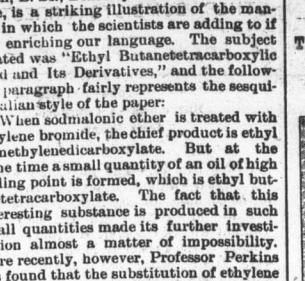 , is a striking illustration of the man-
in which the scientists are adding to if
enriching our language. The subject
ated was "Ethyl Butanetetracarboxylic
and Its Derivatives," and the follow-
paragraph fairly represents the sesqui-
alian style of the paper:
When sodmalonic ether is treated with
ylene bromide, the chief product is ethyl
methylenedicarboxylate. But at the
ne time a small quantity of an oil of high
ling point is formed, which is ethyl but-
tetracarboxylate. The fact that this
eresting substance is produced in such
all quantities made its further investi-
ion almost a matter of impossibility.
re recently, however, Professor Perkins
found that the substitution of ethylene